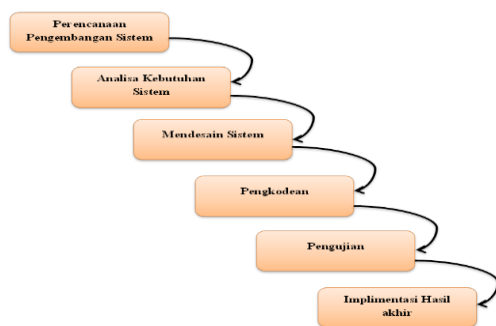 Perencanaan
Pengembangan Sistem
Analisa Kebutuhan
Sistem
Mendesain Sistem
Pengkodean
Pengujian
Implimentasi Hasil
akhir